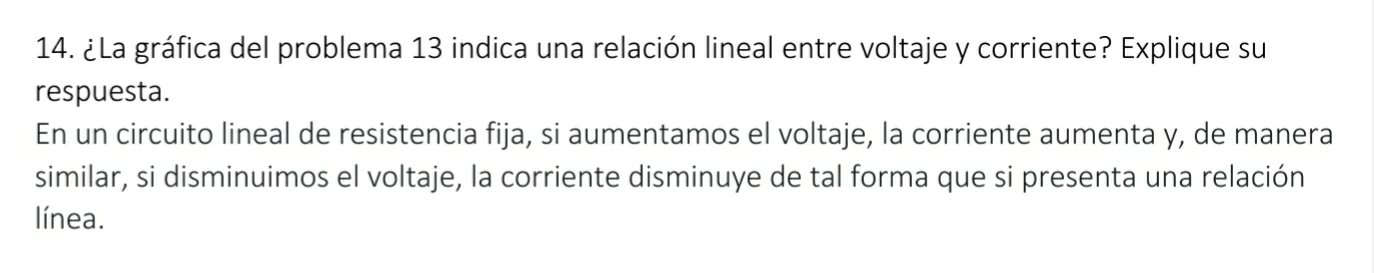 14. ¿La gráfica del problema 13 indica una relación lineal entre voltaje y corriente? Explique su
respuesta.
En un circuito lineal de resistencia fija, si aumentamos el voltaje, la corriente aumenta y, de manera
similar, si disminuimos el voltaje, la corriente disminuye de tal forma que si presenta una relación
línea.